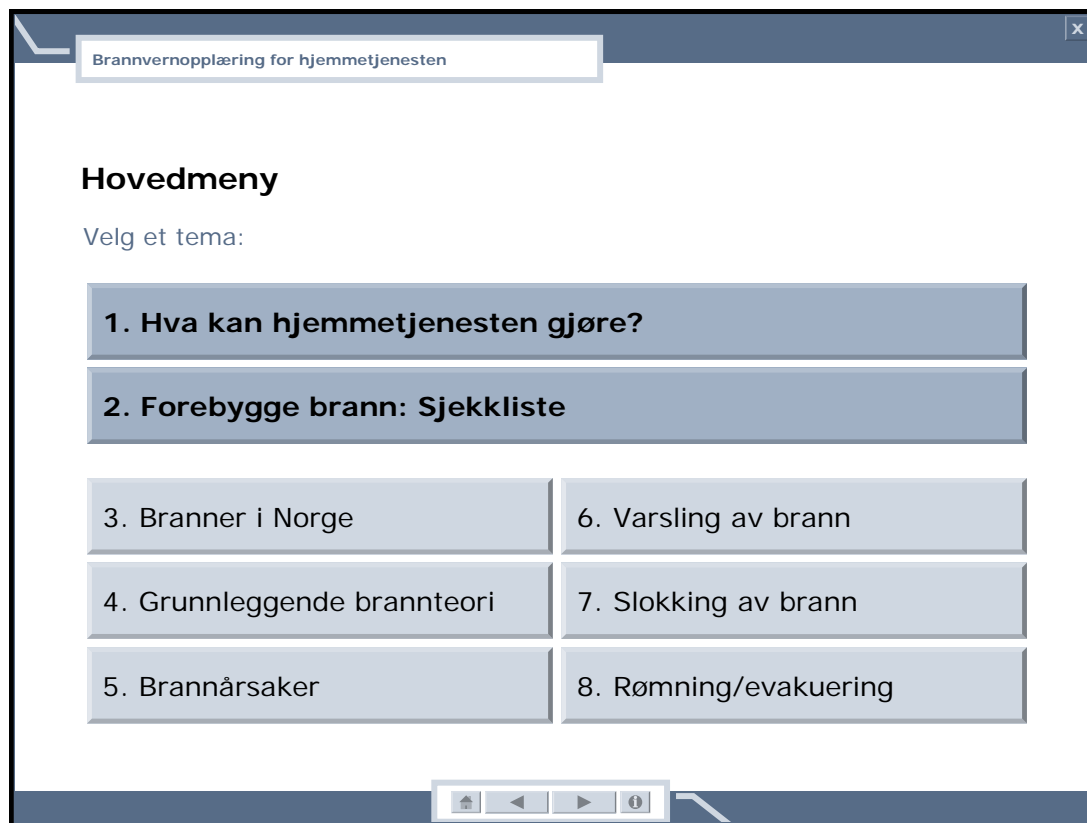 x
Brannvernopplæring for hjemmetjenesten
Hovedmeny
Velg et tema:
1. Hva kan hjemmetjenesten gjøre?
2. Forebygge brann: Sjekkliste
3. Branner i Norge
4. Grunnleggende brannteori
5. Brannårsaker
6. Varsling av brann
7. Slokking av brann
8. Rømning/evakuering